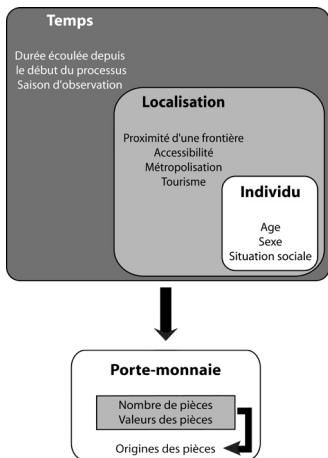 Temps
Durée écoulée depuis
le début du processus
Saison d'observation
Localisation
Proximité d'une frontière
Accessibilité
Métropolisation
Tourisme
Individu
Age
Sexe
Situation sociale
Porte-monnaie
Nombre de pièces
Valeurs des pièces
Origines des pièces